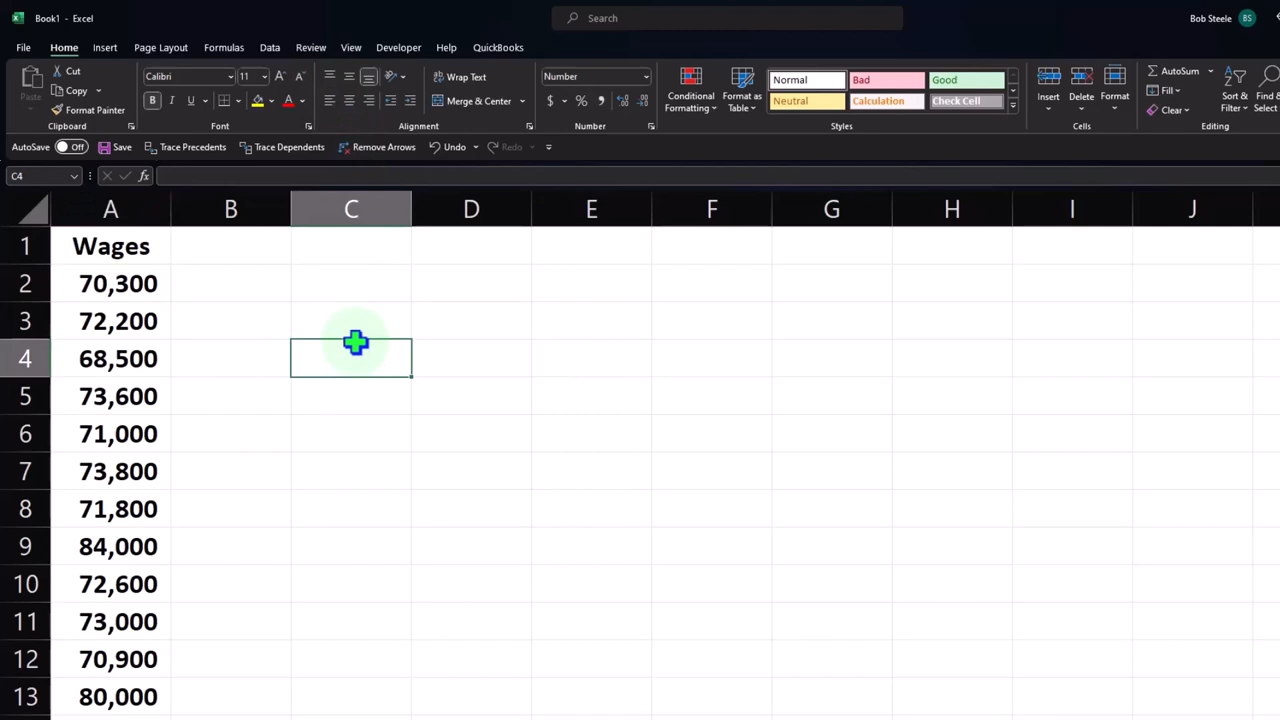 Book1 - Excel
Search
Bob Steele BS
File Home Insert Page Layout Formulas Data Review View Developer Help QuickBooks
Paste
Cut
Copy
Format Painter
Clipboard
Calibri 11
B I U
Font
Wrap Text
Merge & Center
Alignment
Number
$ % ,
Number
Conditional Formatting
Format as Table
Normal Bad Good
Neutral Calculation Check Cell
Styles
Insert Delete Format
Cells
AutoSum
Fill
Clear
Sort & Filter
Find & Select
Editing
AutoSave Off Save Trace Precedents Trace Dependents Remove Arrows Undo Redo
C4 fx
A B C D E F G H I J
1 Wages
2 70,300
3 72,200
4 68,500
5 73,600
6 71,000
7 73,800
8 71,800
9 84,000
10 72,600
11 73,000
12 70,900
13 80,000